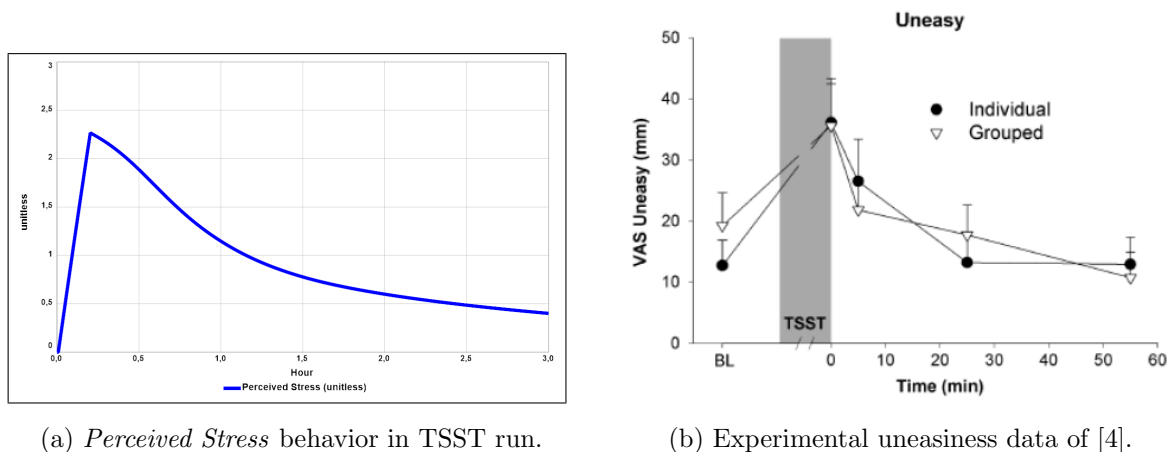 3
2,5
2
1,5
1
0,5
0
unitless
0,0 0,5 1,0 1,5 2,0 2,5 3,0
Hour
Perceived Stress (unitless)
(a) Perceived Stress behavior in TSST run.
Uneasy
50
40
30
20
10
0
VAS Uneasy (mm)
Individual
Grouped
TSST
BL 0 10 20 30 40 50 60
Time (min)
(b) Experimental uneasiness data of [4].